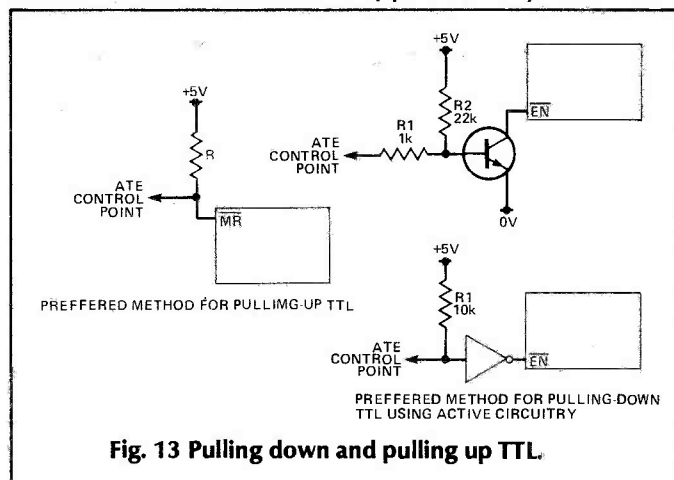 +5V
R
ATE
CONTROL
POINT
MR
PREFFERED METHOD FOR PULLIMG-UP TTL
+5V
R2
22k
R1
1k
ATE
CONTROL
POINT
EN
0V
+5V
R1
10k
ATE
CONTROL
POINT
EN
PREFFERED METHOD FOR PULLING-DOWN
TTL USING ACTIVE CIRCUITRY
Fig. 13 Pulling down and pulling up TTL.